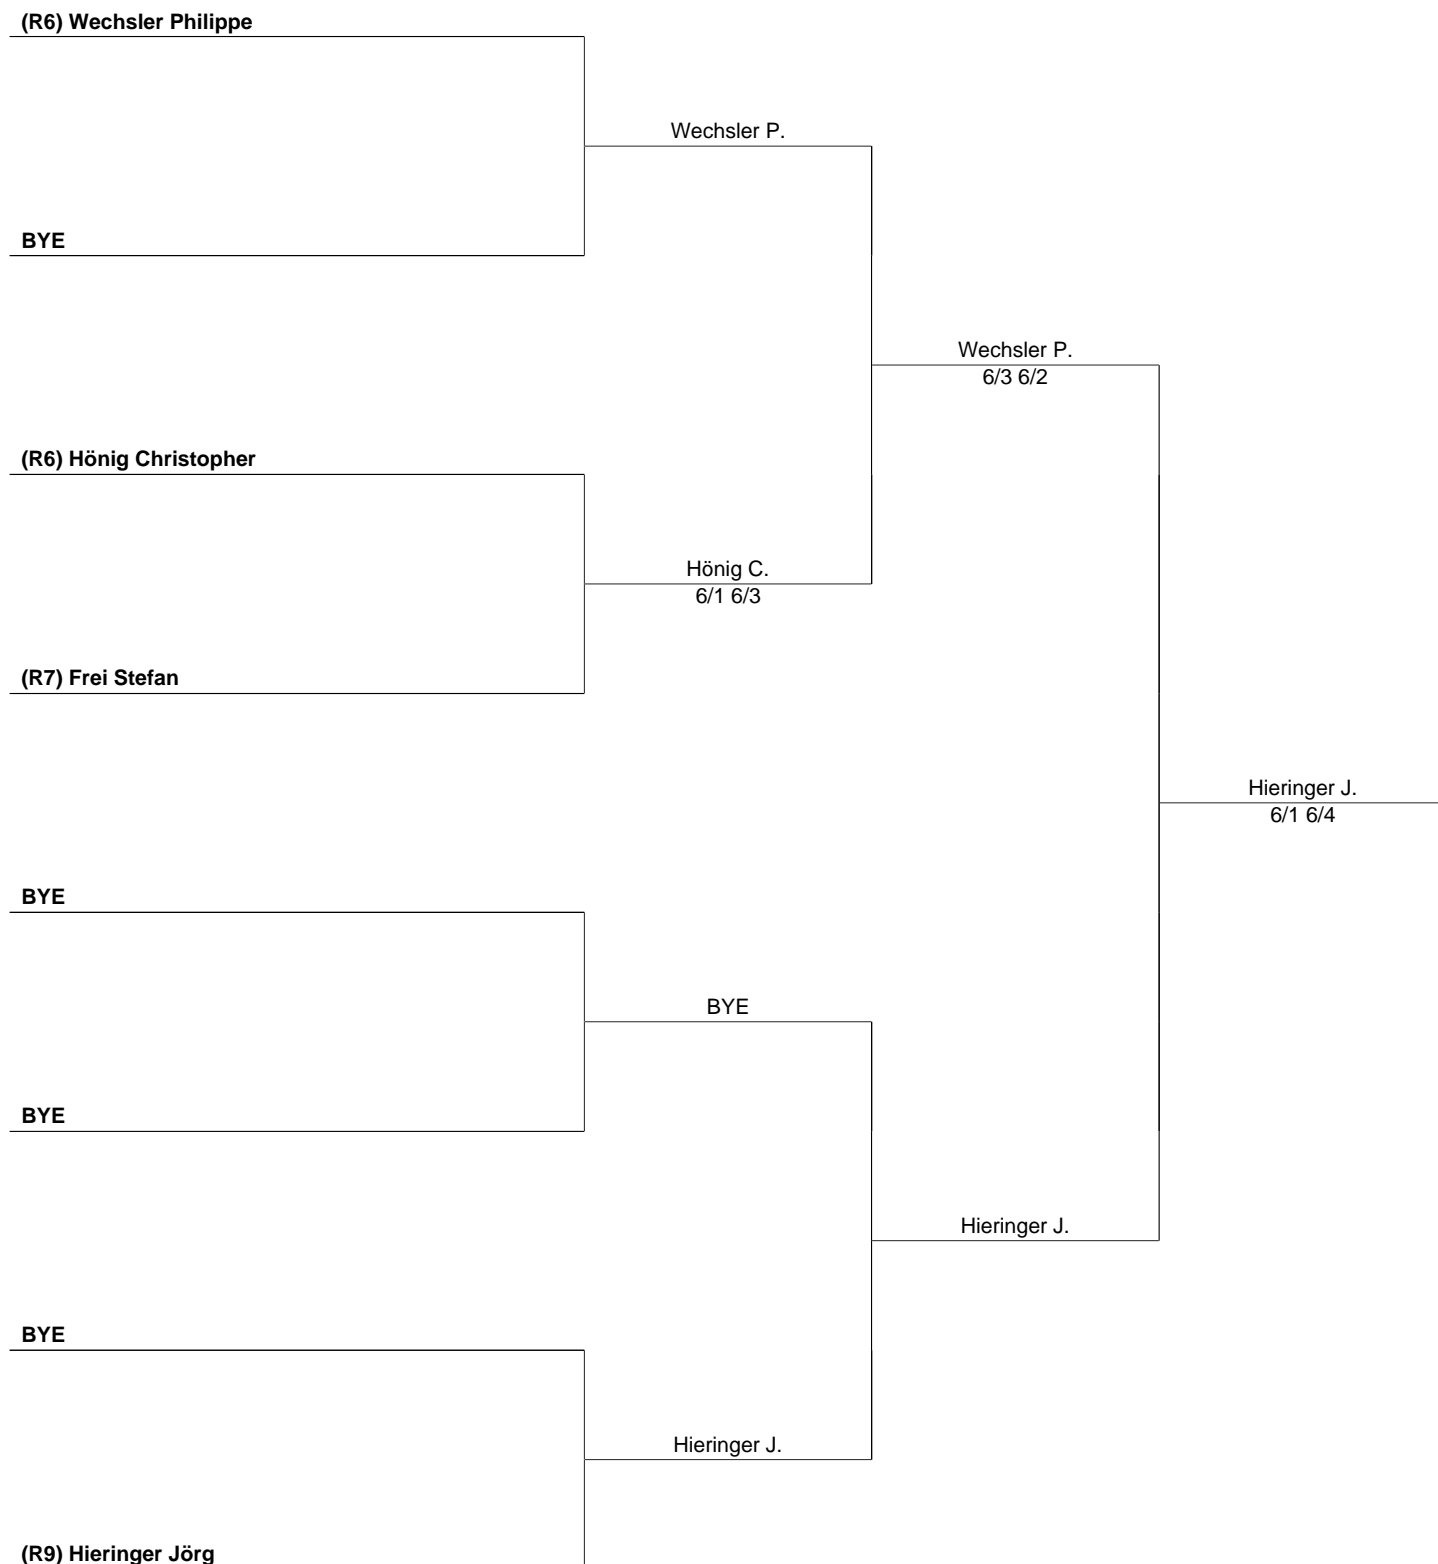 (R6) Wechsler Philippe
Wechsler P.
BYE
Wechsler P.
6/3 6/2
(R6) Hönig Christopher
Hönig C.
6/1 6/3
(R7) Frei Stefan
Hieringer J.
6/1 6/4
BYE
BYE
BYE
Hieringer J.
BYE
Hieringer J.
(R9) Hieringer Jörg